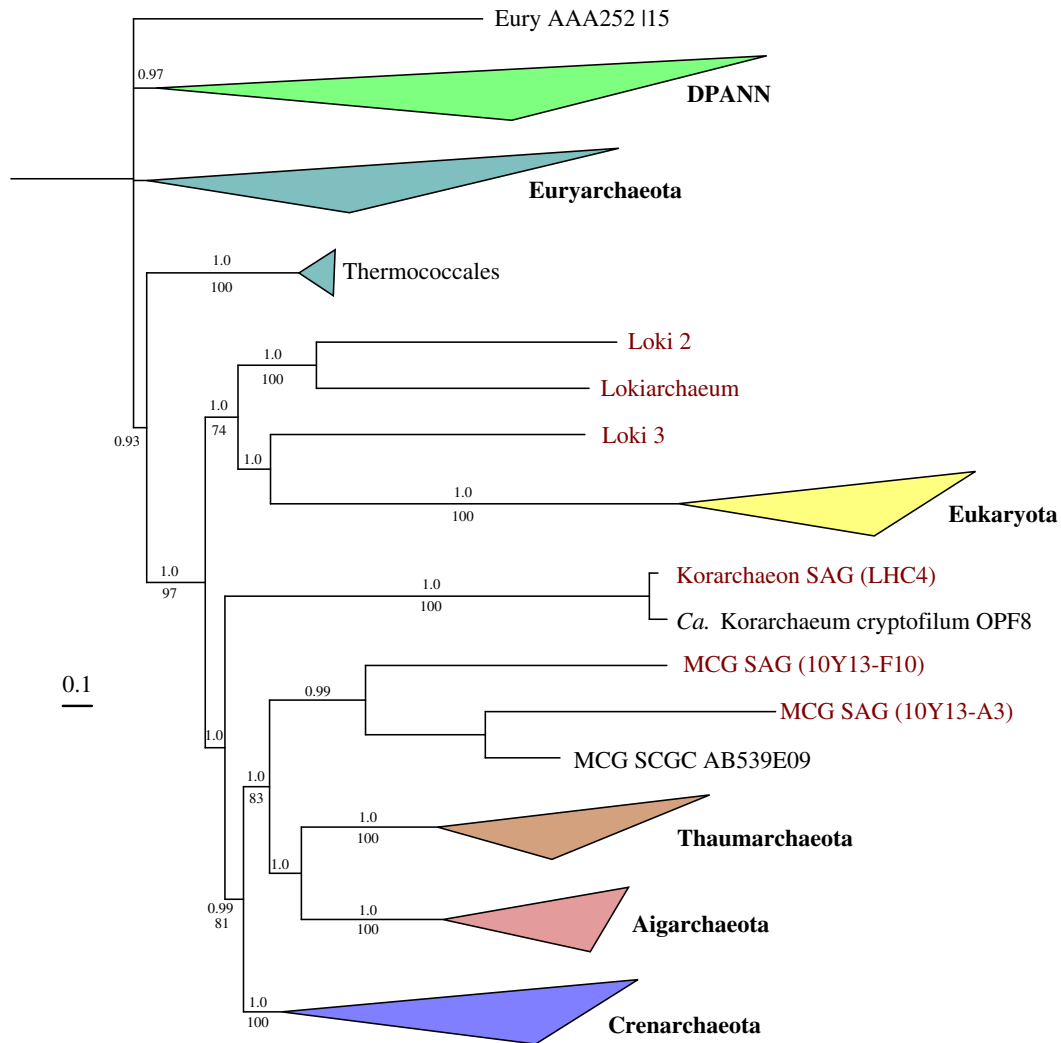 Eury AAA252 I15
0.97
DPANN
Euryarchaeota
1.0
100
Thermococcales
Loki 2
1.0
100
Lokiarchaeum
1.0
74
Loki 3
0.93
1.0
1.0
100
Eukaryota
1.0
97
Korarchaeon SAG (LHC4)
1.0
100
Ca. Korarchaeum cryptofilum OPF8
MCG SAG (10Y13-F10)
0.1
0.99
MCG SAG (10Y13-A3)
1.0
MCG SCGC AB539E09
1.0
83
1.0
100
Thaumarchaeota
1.0
0.99
81
1.0
100
Aigarchaeota
1.0
100
Crenarchaeota